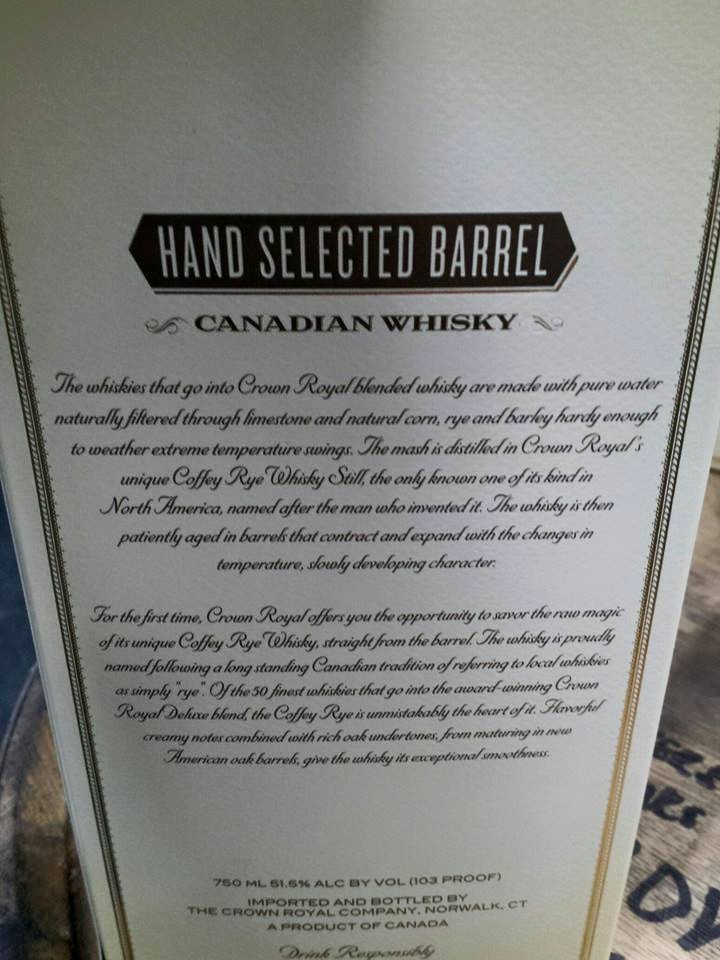 HAND SELECTED BARREL
CANADIAN WHISKY
The whiskies that go into Crown Royal blended whisky are made with pure water
naturally filtered through limestone and natural corn, rye and barley hardy enough
to weather extreme temperature swings. The mash is distilled in Crown Royal's
unique Coffey Rye Whisky Still, the only known one of its kind in
North America, named after the man who invented it. The whisky is then
patiently aged in barrels that contract and expand with the changes in
temperature, slowly developing character.
For the first time, Crown Royal offers you the opportunity to savor the raw magic
of its unique Coffey Rye Whisky, straight from the barrel. The whisky is proudly
named following a long standing Canadian tradition of referring to local whiskies
as simply "rye". Of the 50 finest whiskies that go into the award-winning Crown
Royal Deluxe blend, the Coffey Rye is unmistakably the heart of it. Flavorful
creamy notes combined with rich oak undertones, from maturing in new
American oak barrels, give the whisky its exceptional smoothness.
750 ML 51.5% ALC BY VOL (103 PROOF)
IMPORTED AND BOTTLED BY
THE CROWN ROYAL COMPANY, NORWALK, CT
A PRODUCT OF CANADA
Drink Responsibly